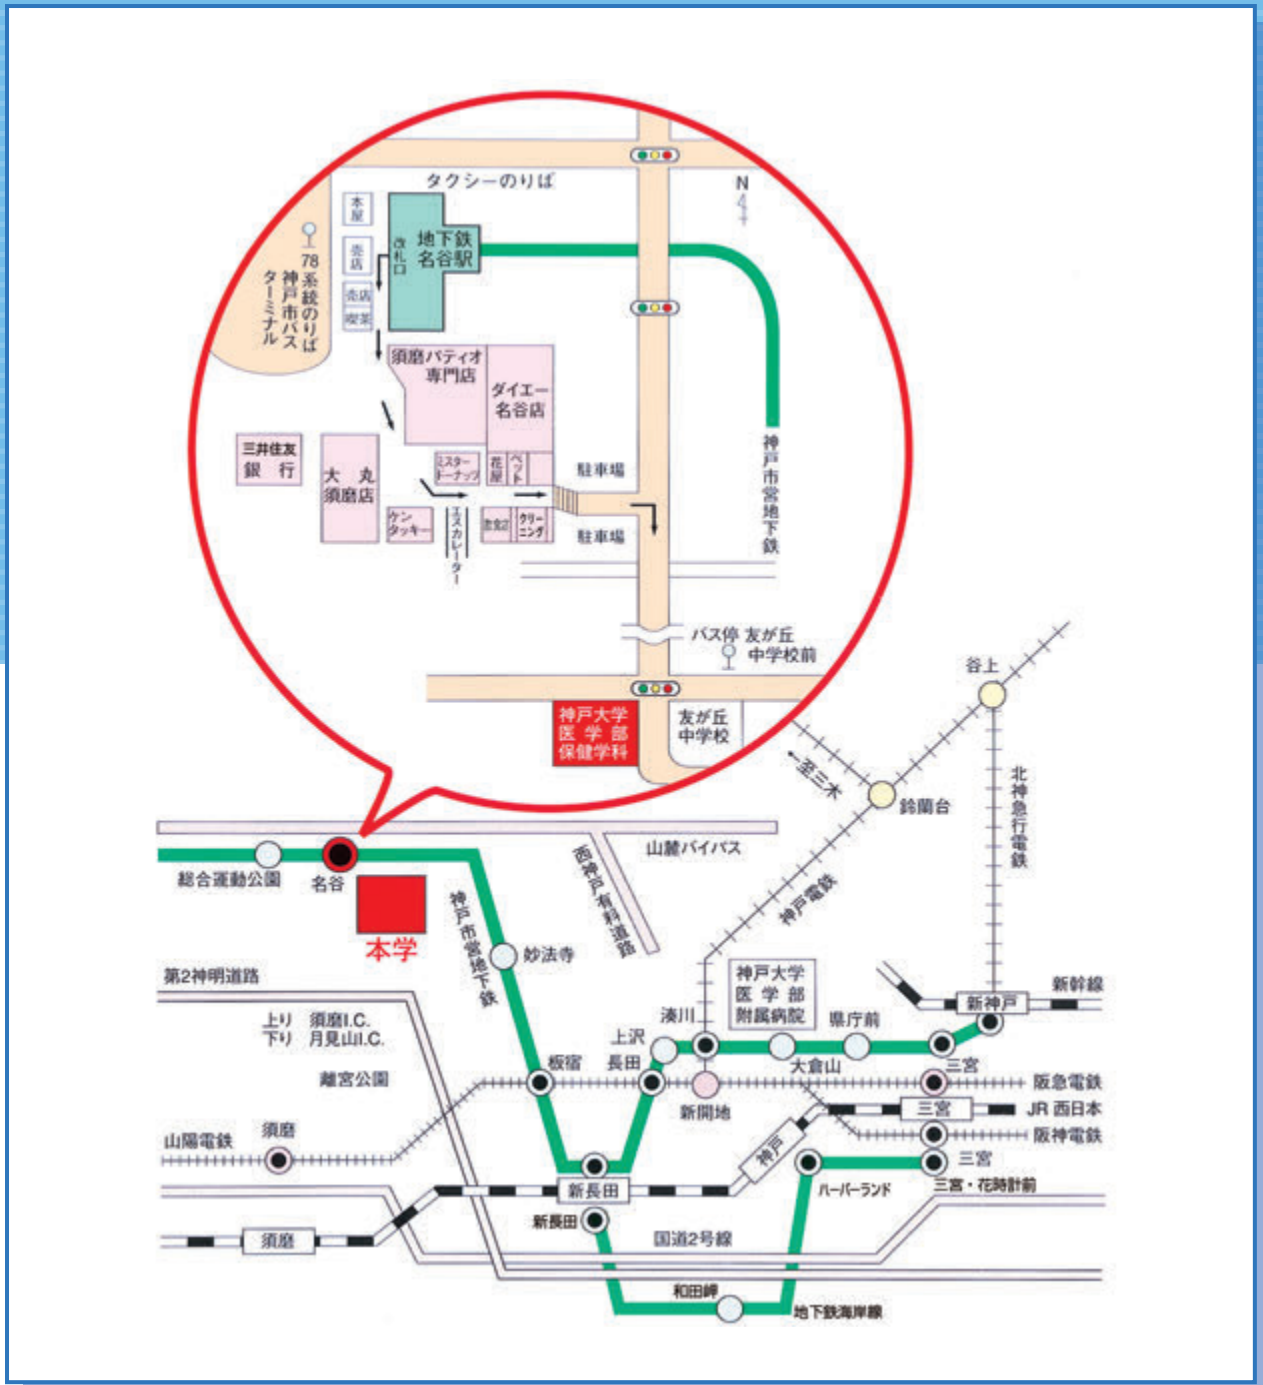 タクシーのりば
N
本屋
売店
売店
喫茶
改札口
地下鉄
名谷駅
78系統のりば
神戸市バス
ターミナル
須磨パティオ
専門店
ダイエー
名谷店
三井住友
銀行
大丸
須磨店
ミスター
ドーナッツ
花屋
ペット
駐車場
ケン
タッキー
エスカレーター
クリー
ニング
駐車場
神戸市営地下鉄
バス停 友が丘
中学校前
神戸大学
医学部
保健学科
友が丘
中学校
谷上
←至三木
鈴蘭台
北神急行電鉄
神戸電鉄
山麓バイパス
西神戸有料道路
総合運動公園
名谷
本学
神戸市営地下鉄
妙法寺
第2神明道路
上り 須磨I.C.
下り 月見山I.C.
離宮公園
神戸大学
医学部
附属病院
新幹線
新神戸
湊川
県庁前
上沢
大倉山
三宮
板宿
長田
新開地
阪急電鉄
三宮
JR 西日本
阪神電鉄
三宮
山陽電鉄
須磨
神戸
ハーバーランド
三宮・花時計前
新長田
新長田
須磨
国道2号線
和田岬
地下鉄海岸線